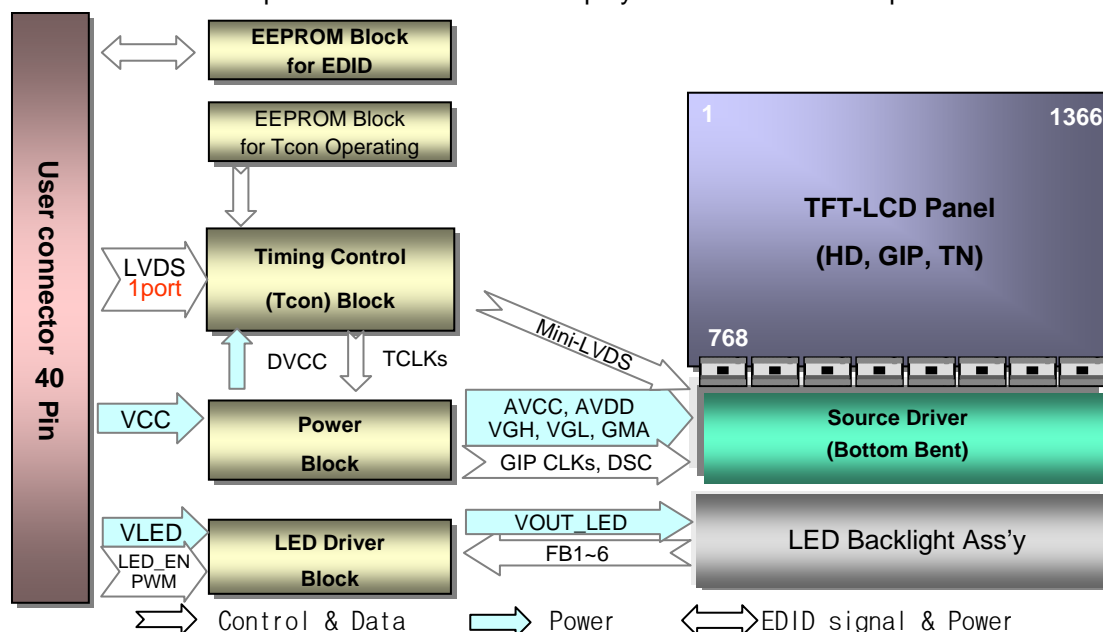 EEPROM Block
for EDID
EEPROM Block
for Tcon Operating
User connector 40 Pin
1
1366
TFT-LCD Panel
(HD, GIP, TN)
768
LVDS
1port
Timing Control
(Tcon) Block
Mini-LVDS
DVCC
TCLKs
VCC
Power
Block
AVCC, AVDD
VGH, VGL, GMA
GIP CLKs, DSC
Source Driver
(Bottom Bent)
VLED
LED_EN
PWM
LED Driver
Block
VOUT_LED
FB1~6
LED Backlight Ass'y
Control & Data
Power
EDID signal & Power